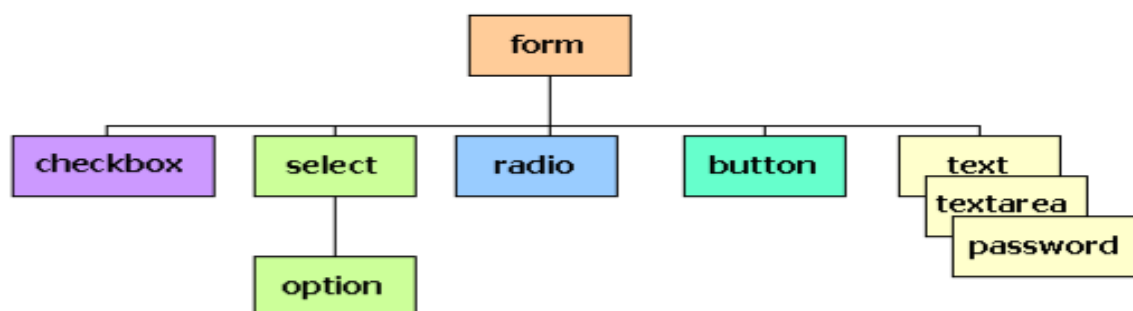 form
checkbox
select
radio
button
text
textarea
password
option